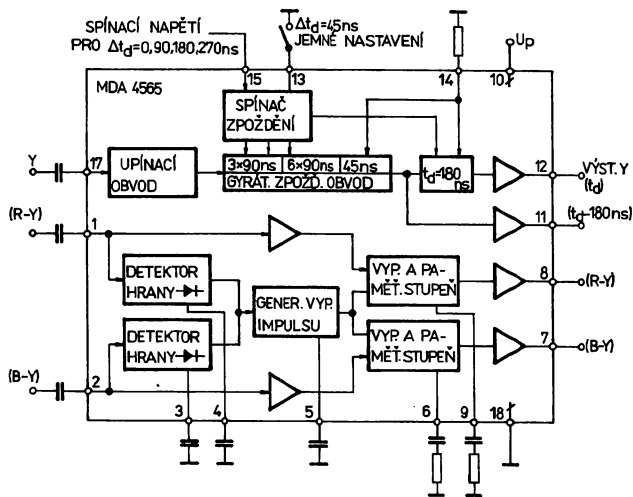 SPÍNACÍ NAPĚTÍ
PRO Δtd=0,90,180,270ns
Δtd=45ns
JEMNÉ NASTAVENÍ
Up
15
13
14
10
MDA 4565
SPÍNAČ
ZPOŽDĚNÍ
Y
17
UPÍNACÍ
OBVOD
3×90ns
6×90ns
45ns
GYRÁT. ZPOŽĎ. OBVOD
td=180
ns
12
VÝST. Y
(td)
11
(td-180ns)
(R-Y)
1
DETEKTOR
HRANY
GENER. VYP.
IMPULSU
VYP. A PA-
MĚŤ. STUPEŇ
8
(R-Y)
DETEKTOR
HRANY
VYP. A PA-
MĚŤ. STUPEŇ
7
(B-Y)
(B-Y)
2
3
4
5
6
9
18